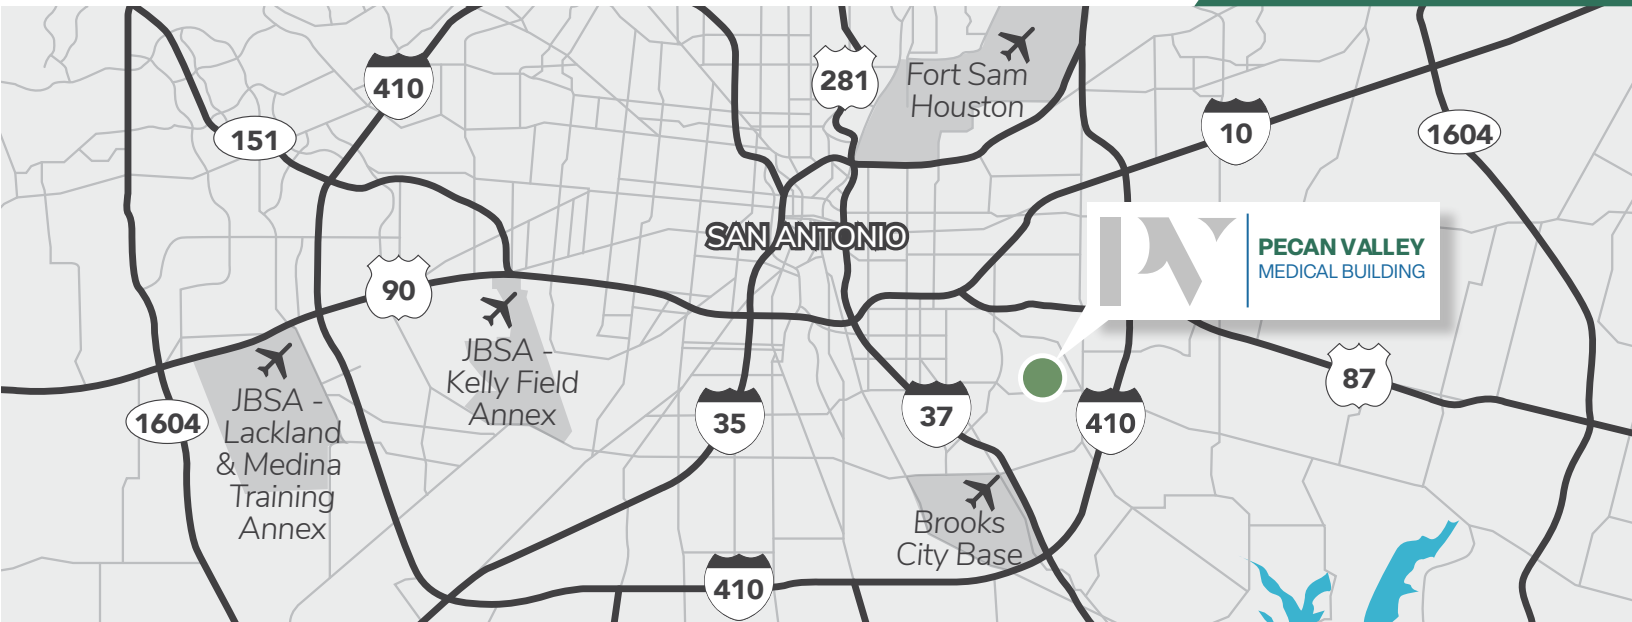 410
281
Fort Sam
Houston
151
10
1604
SAN ANTONIO
PV
PECAN VALLEY
MEDICAL BUILDING
90
JBSA -
Kelly Field
Annex
87
JBSA -
Lackland
& Medina
Training
Annex
1604
35
37
410
Brooks
City Base
410